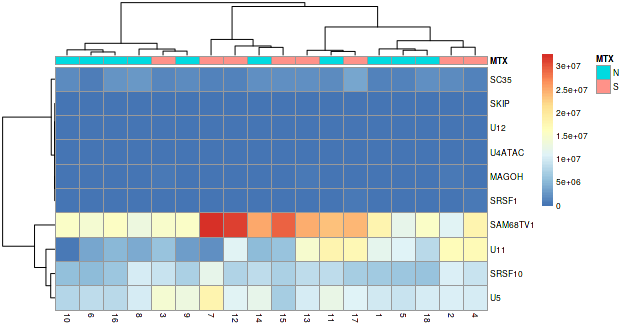 MTX
SC35
SKIP
U12
U4ATAC
MAGOH
SRSF1
SAM68TV1
U11
SRSF10
U5
10 6 16 8 3 9 7 12 14 15 13 11 17 1 5 18 2 4
3e+07
2.5e+07
2e+07
1.5e+07
1e+07
5e+06
0
MTX
N
S